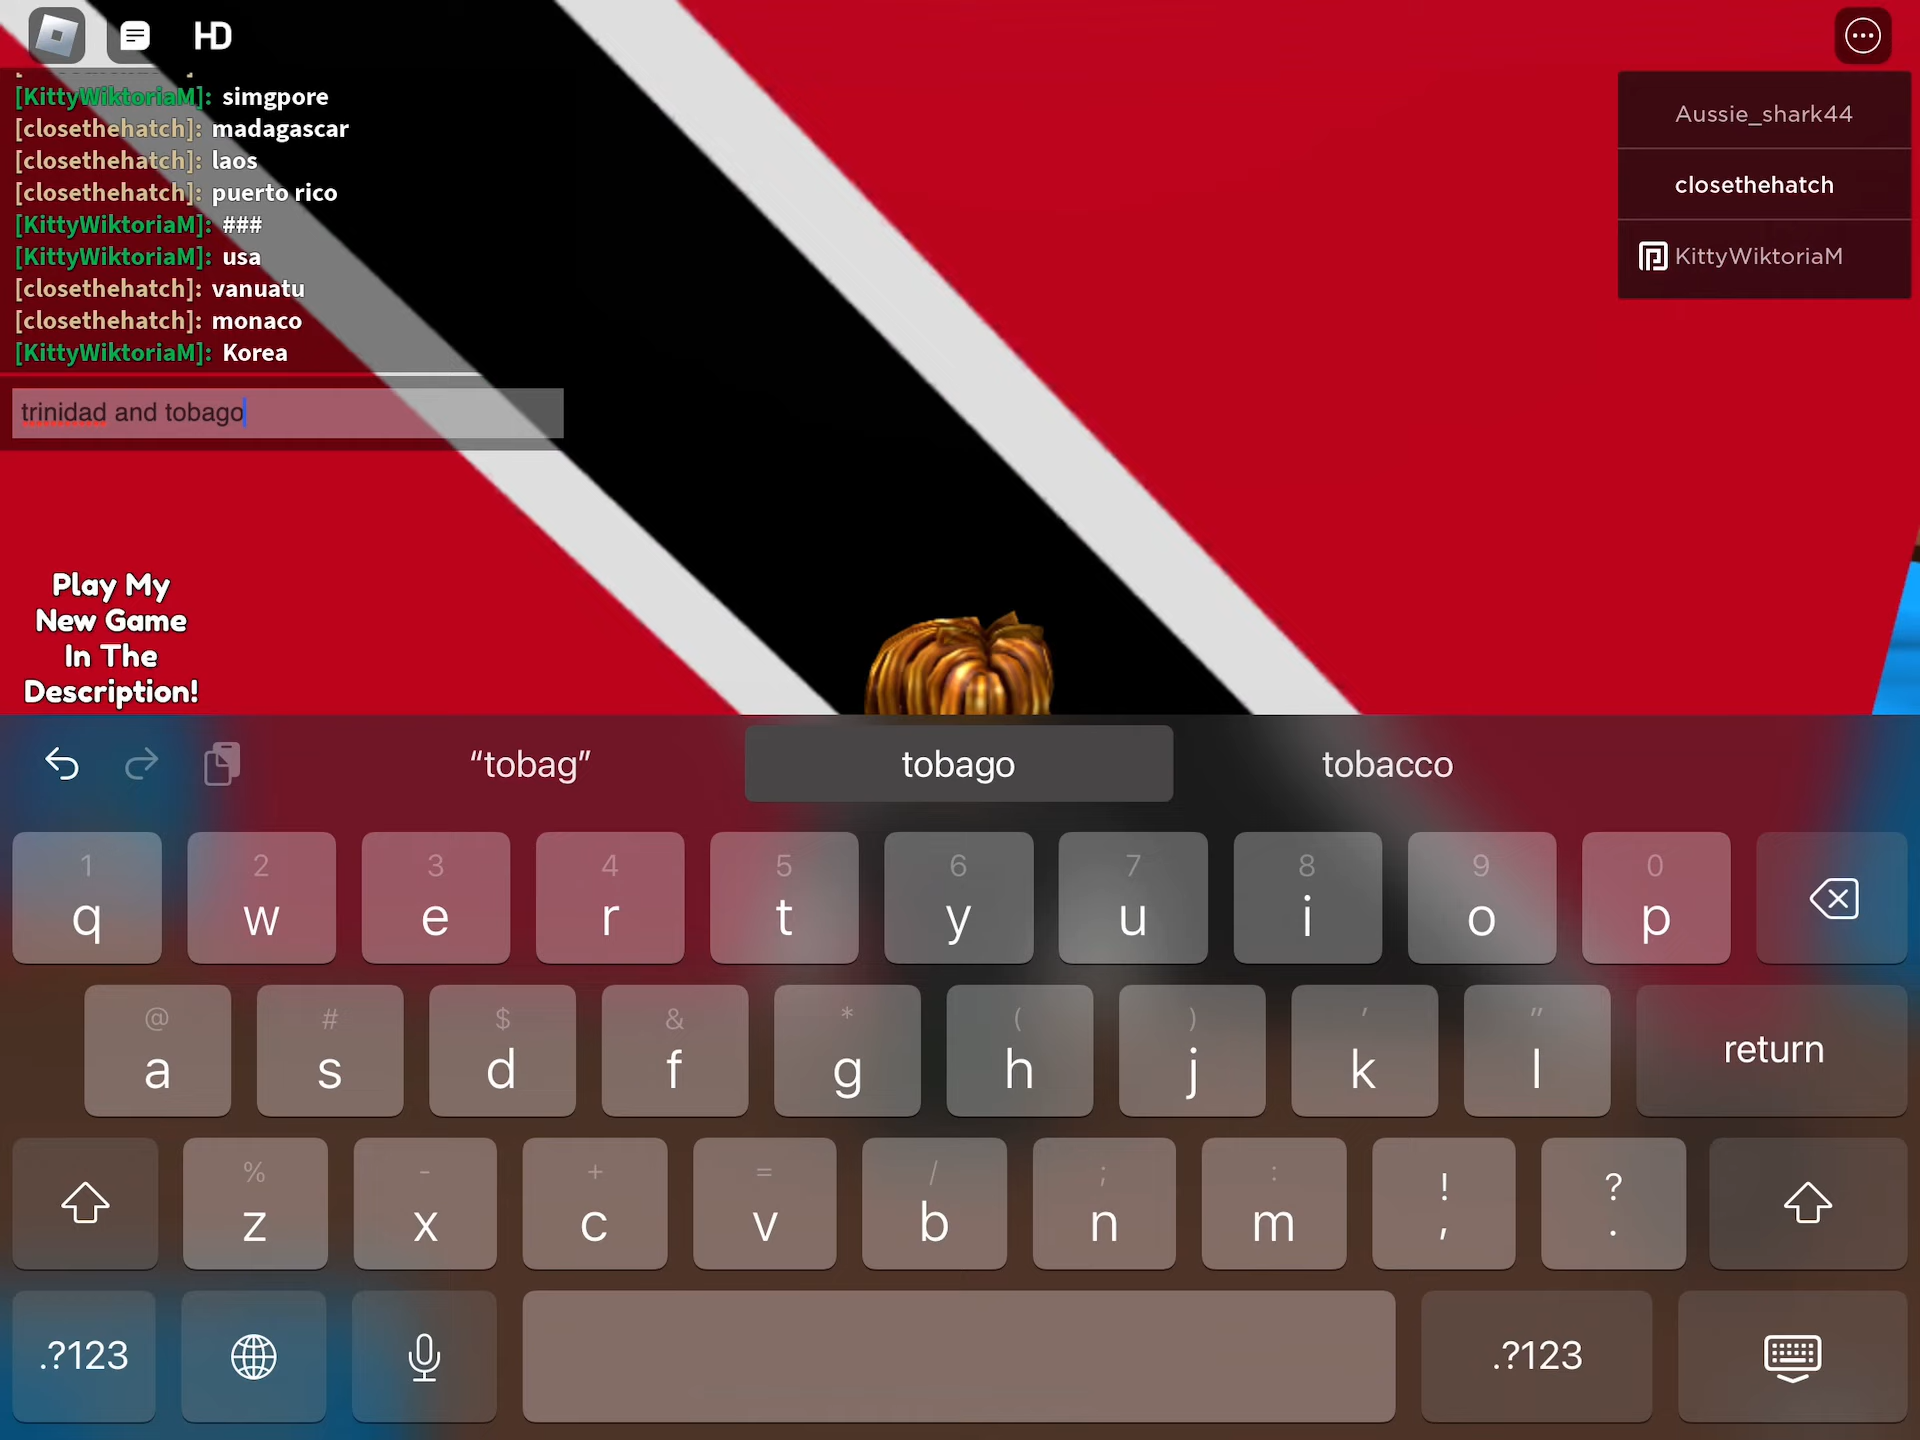 HD
[KittyWiktoriaM]: simgpore
[closethehatch]: madagascar
[closethehatch]: laos
[closethehatch]: puerto rico
[KittyWiktoriaM]: ###
[KittyWiktoriaM]: usa
[closethehatch]: vanuatu
[closethehatch]: monaco
[KittyWiktoriaM]: Korea
trinidad and tobago
Aussie_shark44
closethehatch
KittyWiktoriaM
Play My
New Game
In The
Description!
“tobag” tobago tobacco
1 2 3 4 5 6 7 8 9 0
q w e r t y u i o p
@ # $ & * ( ) ' "
a s d f g h j k l return
% - + = / ; : ! ?
z x c v b n m , .
.?123 .?123